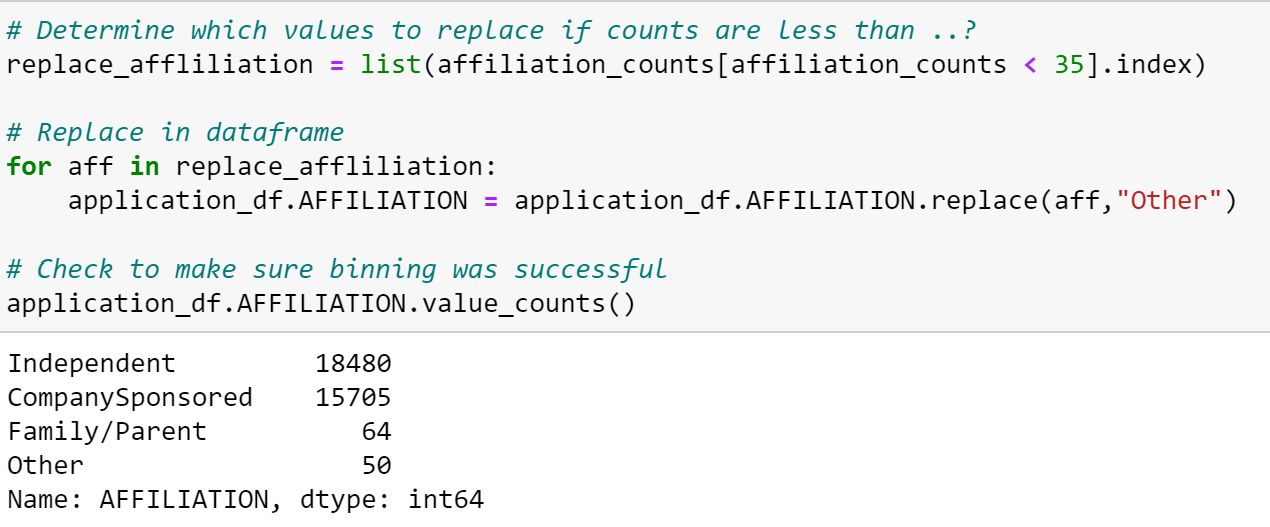 # Determine which values to replace if counts are less than ..?
replace_affliliation = list(affiliation_counts[affiliation_counts < 35].index)
# Replace in dataframe
for aff in replace_affliliation:
    application_df.AFFILIATION = application_df.AFFILIATION.replace(aff,"Other")
# Check to make sure binning was successful
application_df.AFFILIATION.value_counts()
Independent         18480
CompanySponsored    15705
Family/Parent          64
Other                  50
Name: AFFILIATION, dtype: int64